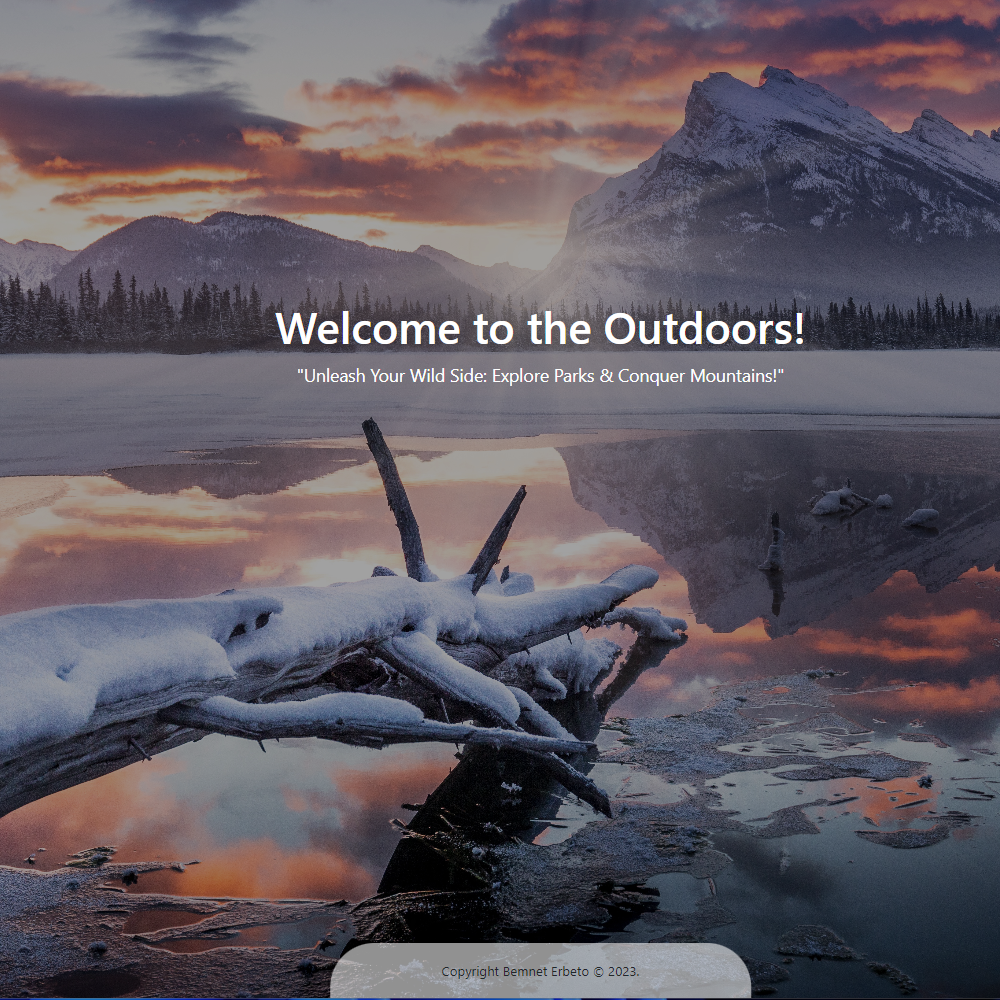 Welcome to the Outdoors!
"Unleash Your Wild Side: Explore Parks & Conquer Mountains!"
Copyright Bemnet Erbeto © 2023.